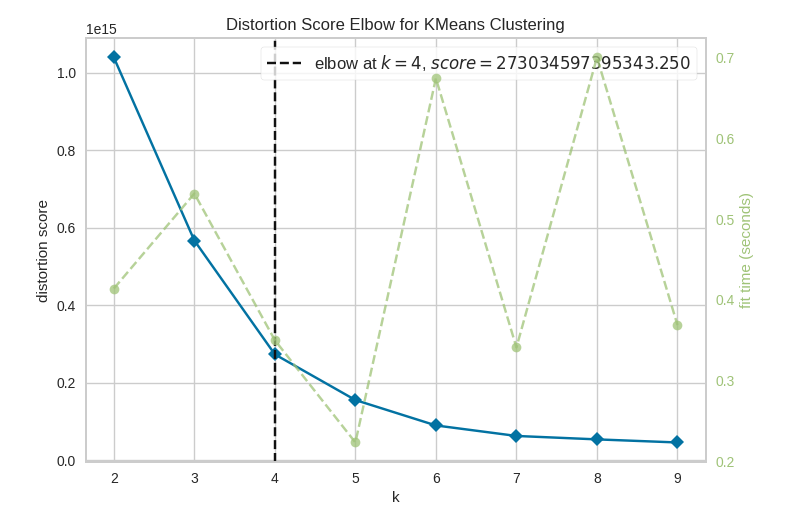 Distortion Score Elbow for KMeans Clustering
1e15
elbow at k = 4, score = 273034597395343.250
1.0
0.8
0.6
0.4
0.2
0.0
distortion score
0.7
0.6
0.5
0.4
0.3
0.2
fit time (seconds)
2 3 4 5 6 7 8 9
k